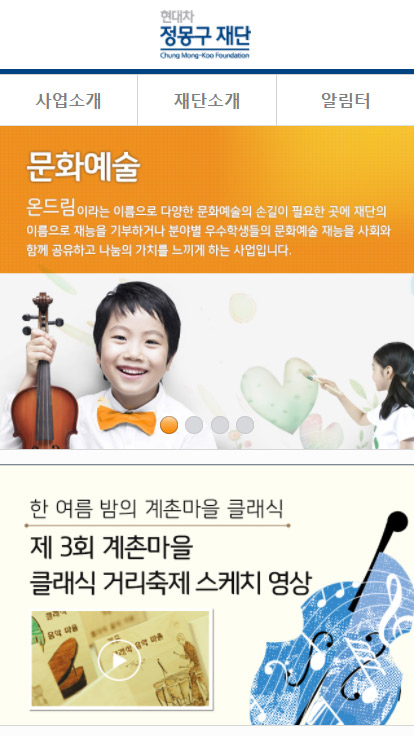 현대차
정몽구 재단
Chung Mong-Koo Foundation
사업소개 재단소개 알림터
문화예술
온드림이라는 이름으로 다양한 문화예술의 손길이 필요한 곳에 재단의
이름으로 재능을 기부하거나 분야별 우수학생들의 문화예술 재능을 사회와
함께 공유하고 나눔의 가치를 느끼게 하는 사업입니다.
한 여름 밤의 계촌마을 클래식
제 3회 계촌마을
클래식 거리축제 스케치 영상
클래식
음악 마을